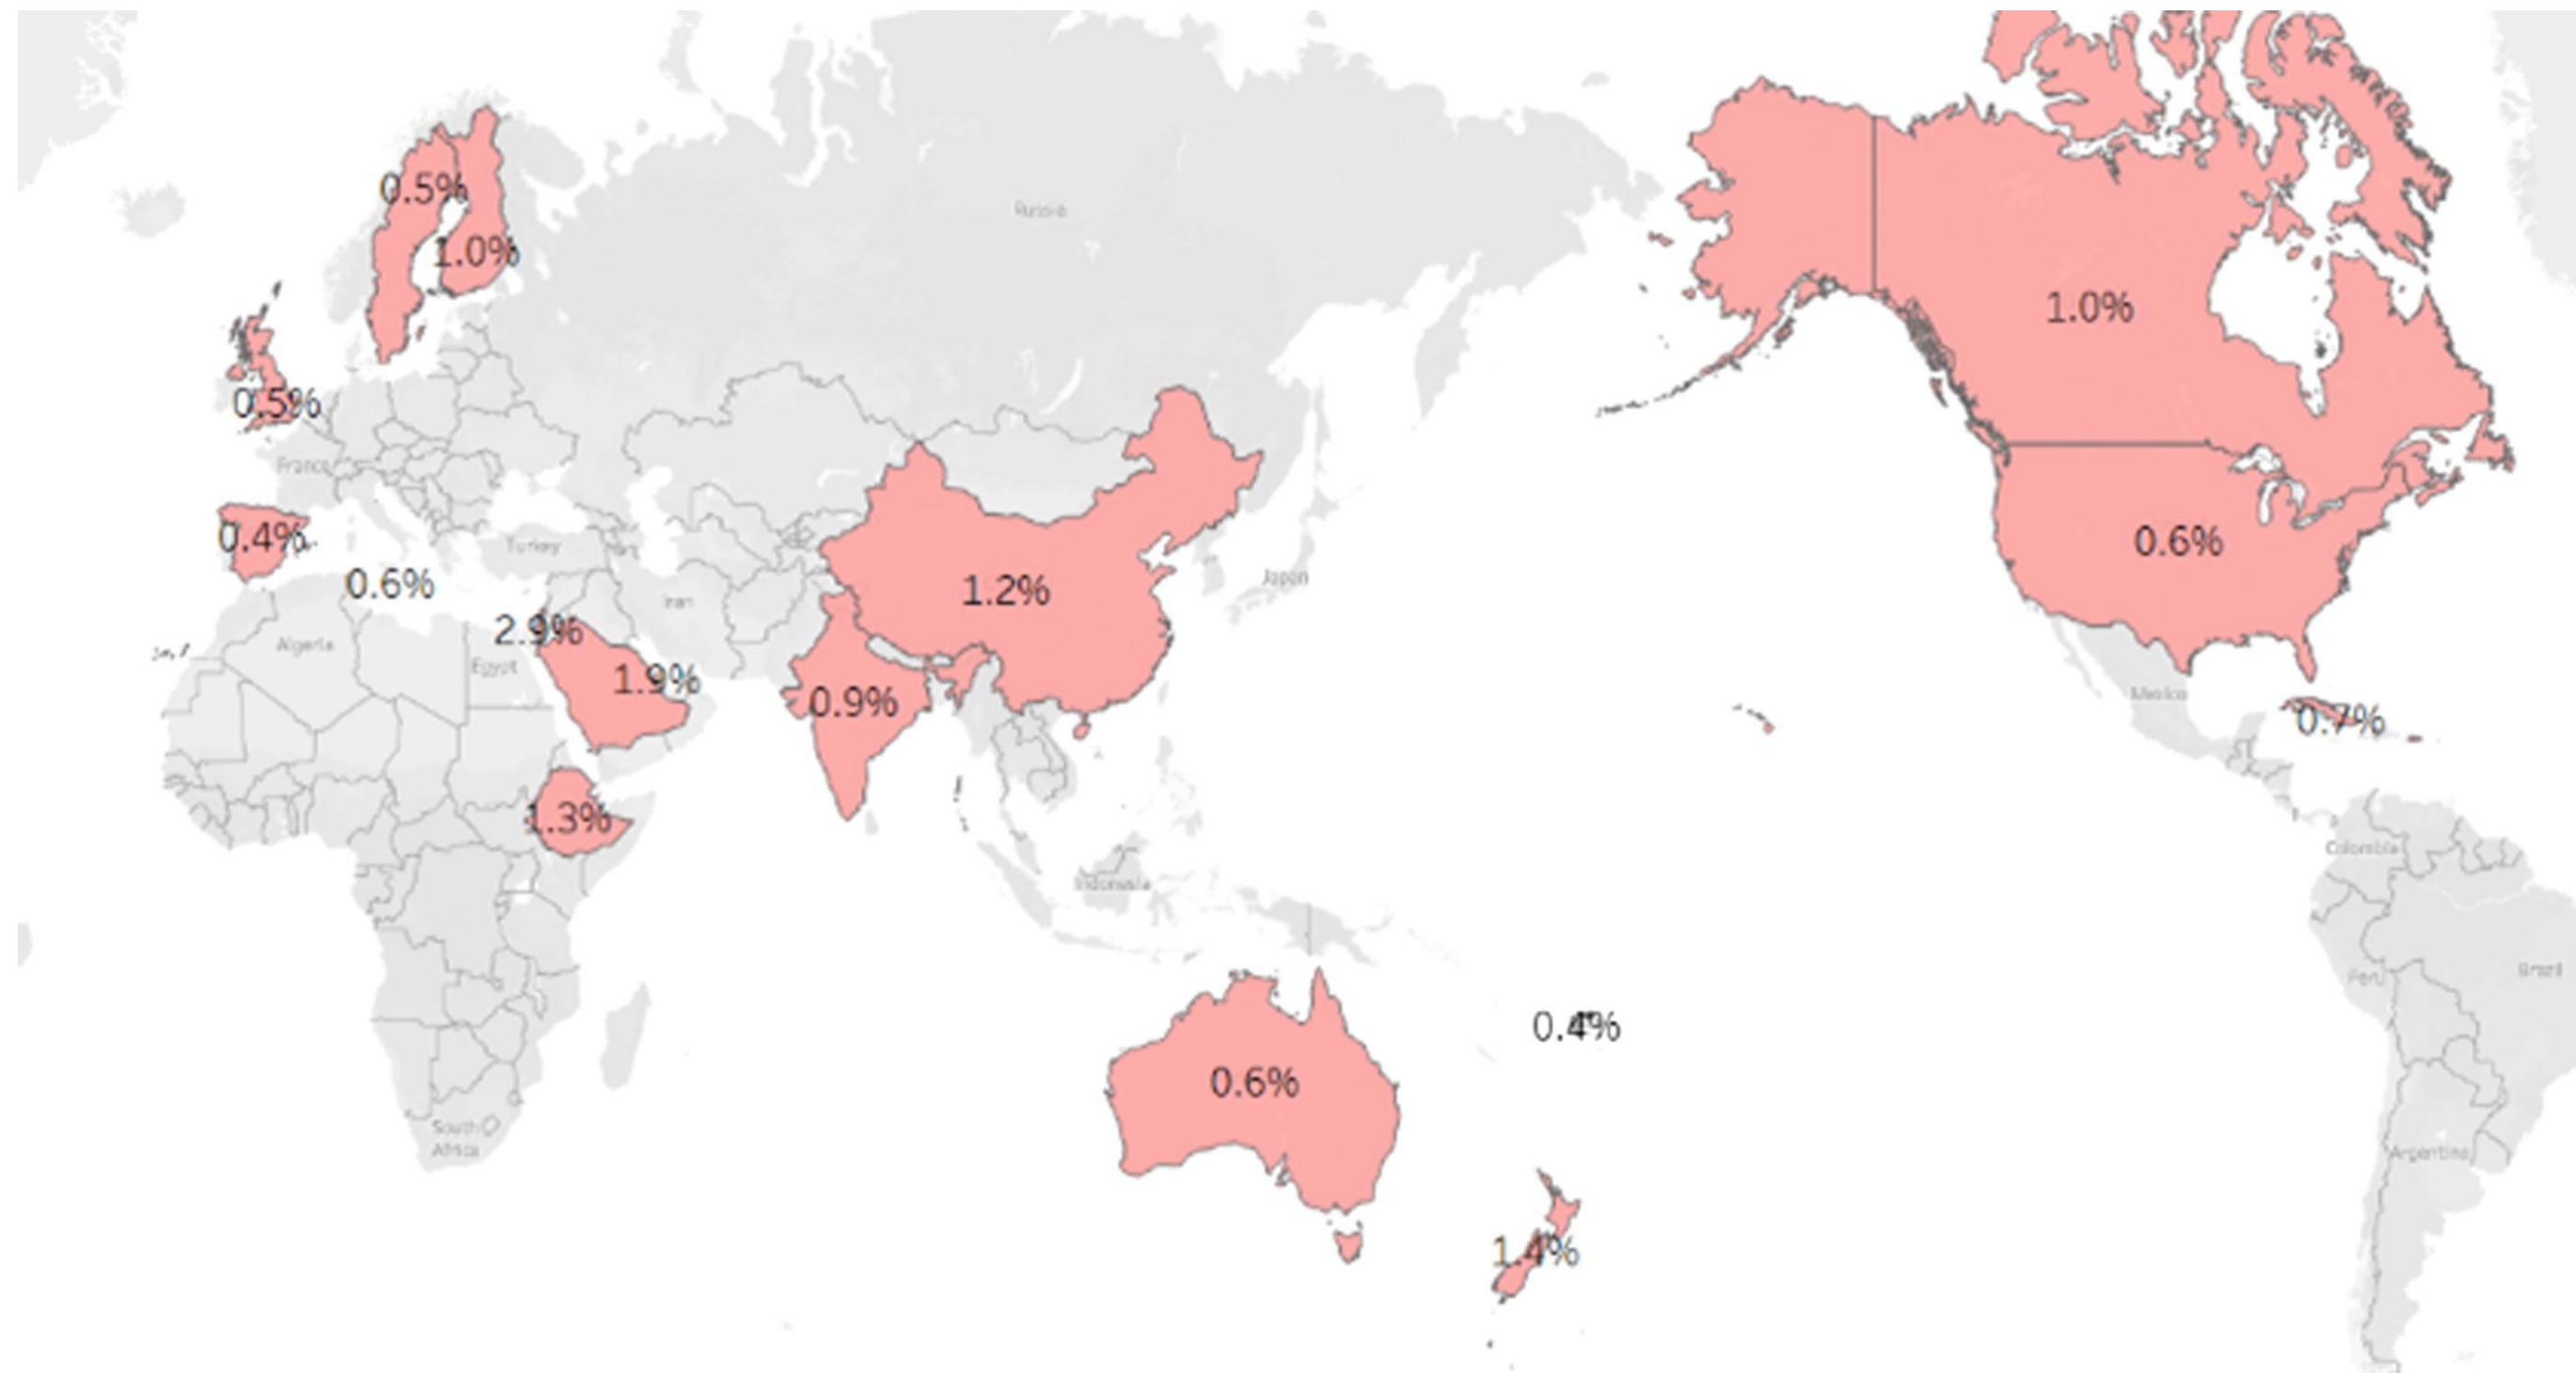 0.5%
Russia
1.0%
1.0%
0.5%
France
0.4%
0.6%
Turkey
1.2%
Japan
0.6%
Iran
2.9%
Algeria
Egypt
1.9%
0.9%
Mexico
0.7%
1.3%
Colombia
Indonesia
Peru
Brazil
0.4%
0.6%
South
Africa
Argentina
1.4%